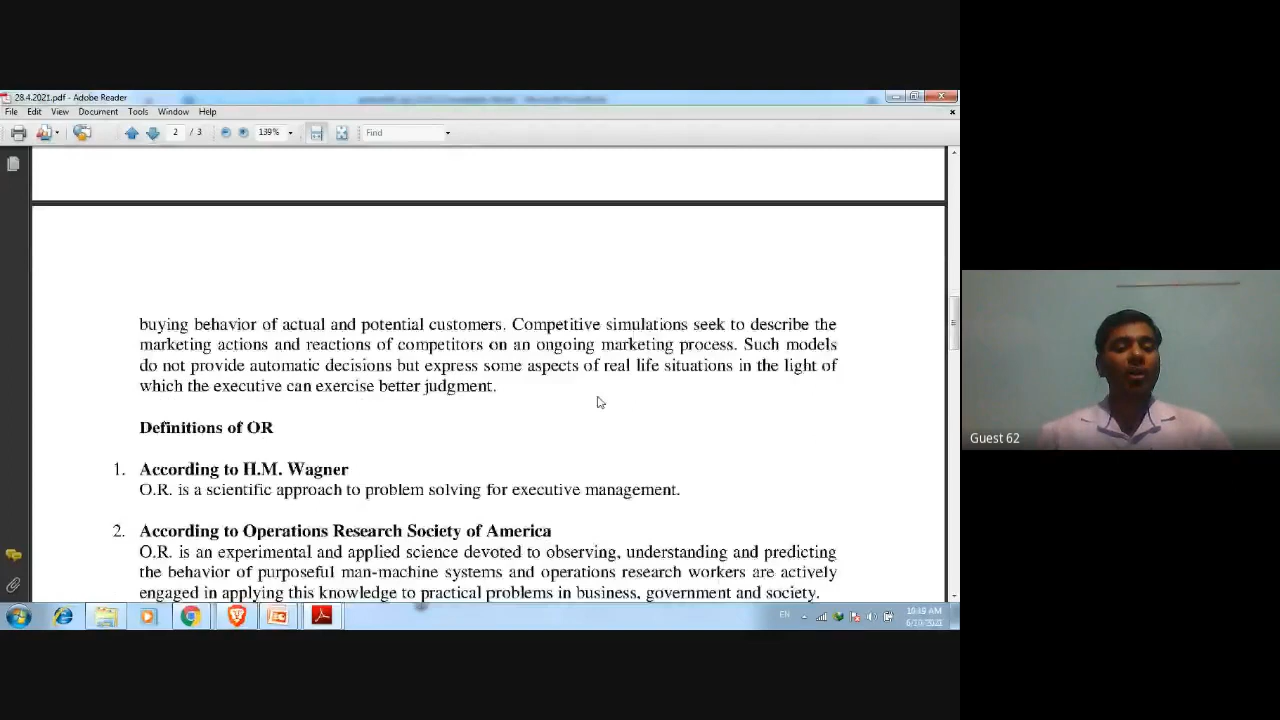 28.4.2021.pdf - Adobe Reader
File Edit View Document Tools Window Help
2 / 3 139% Find
buying behavior of actual and potential customers. Competitive simulations seek to describe the
marketing actions and reactions of competitors on an ongoing marketing process. Such models
do not provide automatic decisions but express some aspects of real life situations in the light of
which the executive can exercise better judgment.
Definitions of OR
1. According to H.M. Wagner
O.R. is a scientific approach to problem solving for executive management.
2. According to Operations Research Society of America
O.R. is an experimental and applied science devoted to observing, understanding and predicting
the behavior of purposeful man-machine systems and operations research workers are actively
engaged in applying this knowledge to practical problems in business, government and society.
EN
6/10/2021
Guest 62